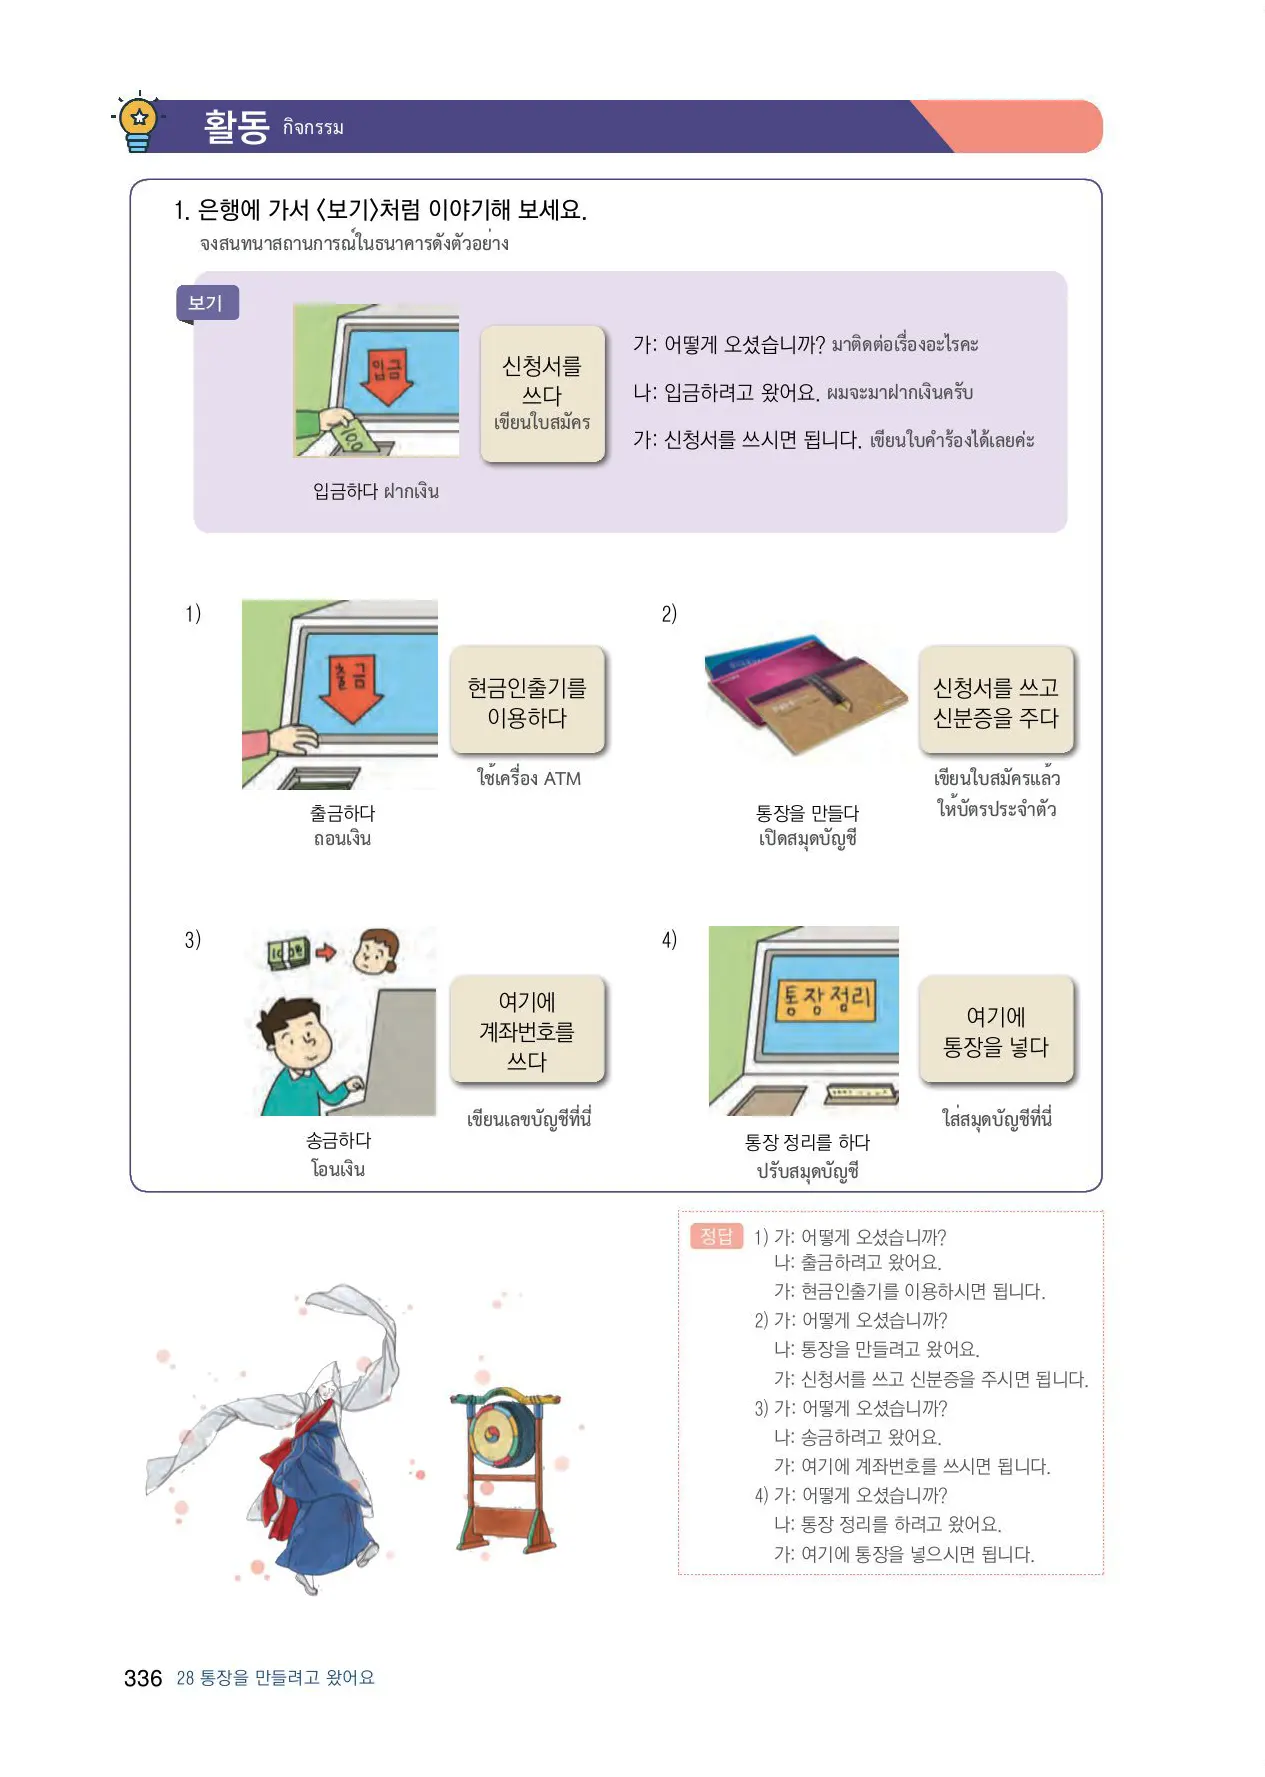 활동 กิจกรรม
1. 은행에 가서 〈보기〉처럼 이야기해 보세요.
จงสนทนาสถานการณ์ในธนาคารดังตัวอย่าง
보기
입금
100
신청서를
쓰다
เขียนใบสมัคร
입금하다 ฝากเงิน
가: 어떻게 오셨습니까? มาติดต่อเรื่องอะไรคะ
나: 입금하려고 왔어요. ผมจะมาฝากเงินครับ
가: 신청서를 쓰시면 됩니다. เขียนใบคำร้องได้เลยค่ะ
1)
출금
현금인출기를
이용하다
ใช้เครื่อง ATM
출금하다
ถอนเงิน
2)
신청서를 쓰고
신분증을 주다
เขียนใบสมัครแล้ว
ให้บัตรประจำตัว
통장을 만들다
เปิดสมุดบัญชี
3)
여기에
계좌번호를
쓰다
เขียนเลขบัญชีที่นี่
송금하다
โอนเงิน
4)
통장정리
여기에
통장을 넣다
ใส่สมุดบัญชีที่นี่
통장 정리를 하다
ปรับสมุดบัญชี
정답
1) 가: 어떻게 오셨습니까?
나: 출금하려고 왔어요.
가: 현금인출기를 이용하시면 됩니다.
2) 가: 어떻게 오셨습니까?
나: 통장을 만들려고 왔어요.
가: 신청서를 쓰고 신분증을 주시면 됩니다.
3) 가: 어떻게 오셨습니까?
나: 송금하려고 왔어요.
가: 여기에 계좌번호를 쓰시면 됩니다.
4) 가: 어떻게 오셨습니까?
나: 통장 정리를 하려고 왔어요.
가: 여기에 통장을 넣으시면 됩니다.
336 28 통장을 만들려고 왔어요